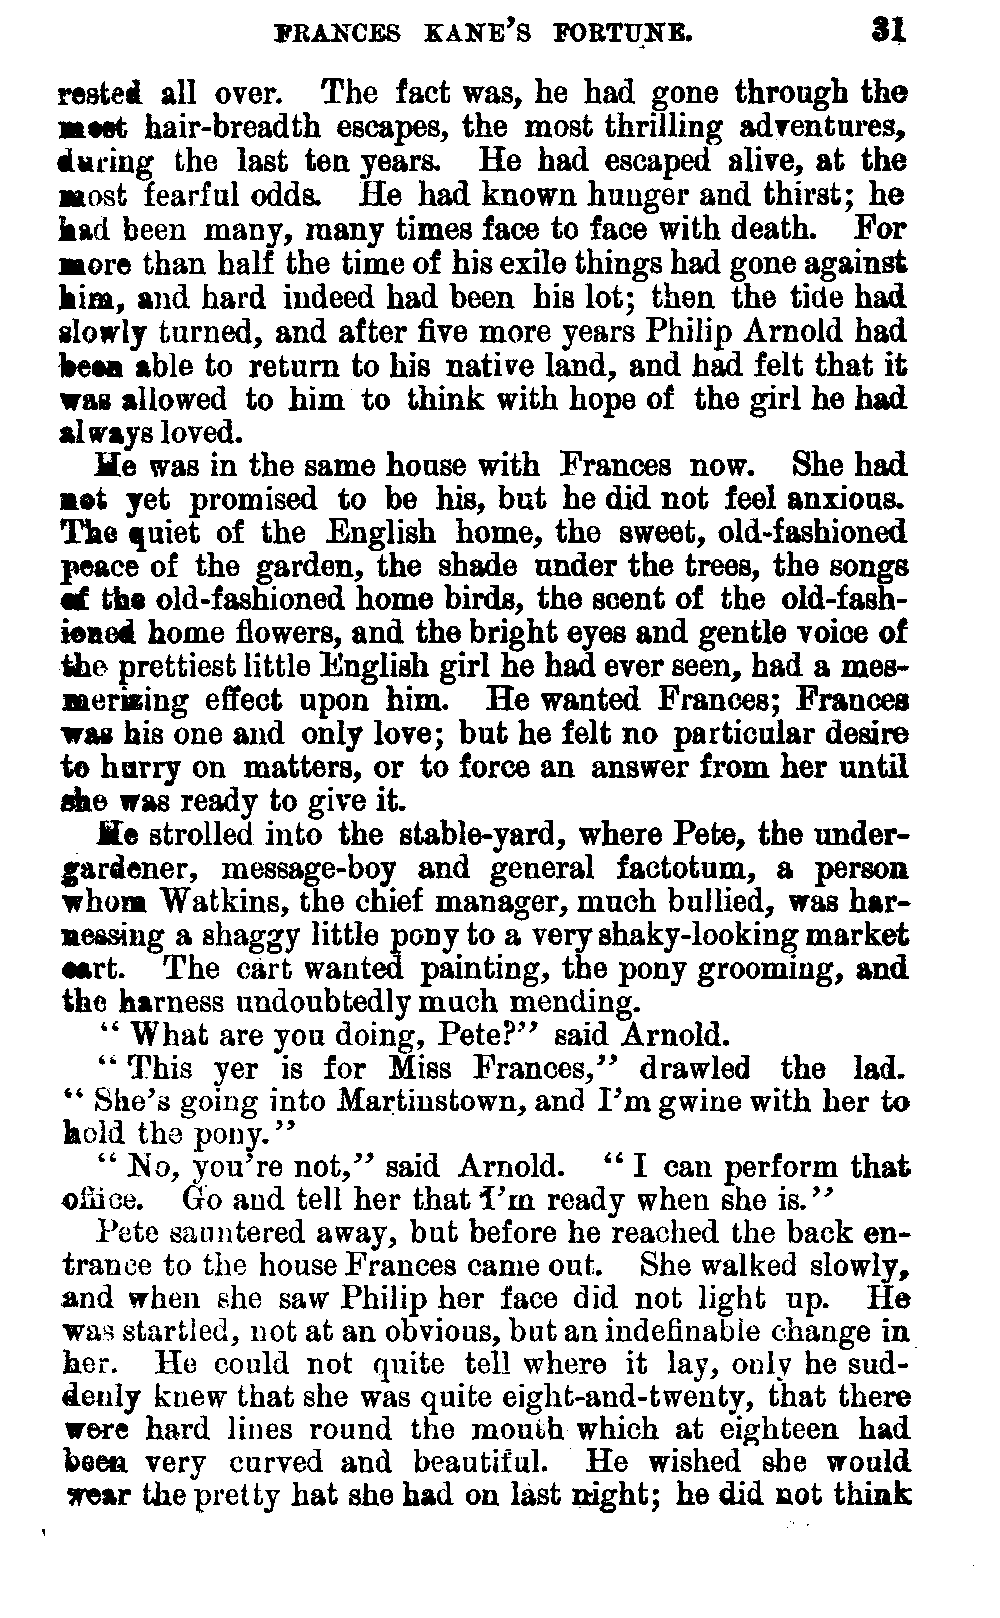 FRANCES KANE'S FORTUNE. 31
rested all over. The fact was, he had gone through the
most hair-breadth escapes, the most thrilling adventures,
during the last ten years. He had escaped alive, at the
most fearful odds. He had known hunger and thirst; he
had been many, many times face to face with death. For
more than half the time of his exile things had gone against
him, and hard indeed had been his lot; then the tide had
slowly turned, and after five more years Philip Arnold had
been able to return to his native land, and had felt that it
was allowed to him to think with hope of the girl he had
always loved.
He was in the same house with Frances now. She had
not yet promised to be his, but he did not feel anxious.
The quiet of the English home, the sweet, old-fashioned
peace of the garden, the shade under the trees, the songs
of the old-fashioned home birds, the scent of the old-fash-
ioned home flowers, and the bright eyes and gentle voice of
the prettiest little English girl he had ever seen, had a mes-
merizing effect upon him. He wanted Frances; Frances
was his one and only love; but he felt no particular desire
to hurry on matters, or to force an answer from her until
she was ready to give it.
He strolled into the stable-yard, where Pete, the under-
gardener, message-boy and general factotum, a person
whom Watkins, the chief manager, much bullied, was har-
nessing a shaggy little pony to a very shaky-looking market
cart. The cart wanted painting, the pony grooming, and
the harness undoubtedly much mending.
"What are you doing, Pete?" said Arnold.
"This yer is for Miss Frances," drawled the lad.
"She's going into Martinstown, and I'm gwine with her to
hold the pony."
"No, you're not," said Arnold. "I can perform that
office. Go and tell her that I'm ready when she is."
Pete sauntered away, but before he reached the back en-
trance to the house Frances came out. She walked slowly,
and when she saw Philip her face did not light up. He
was startled, not at an obvious, but an indefinable change in
her. He could not quite tell where it lay, only he sud-
denly knew that she was quite eight-and-twenty, that there
were hard lines round the mouth which at eighteen had
been very curved and beautiful. He wished she would
wear the pretty hat she had on last night; he did not think